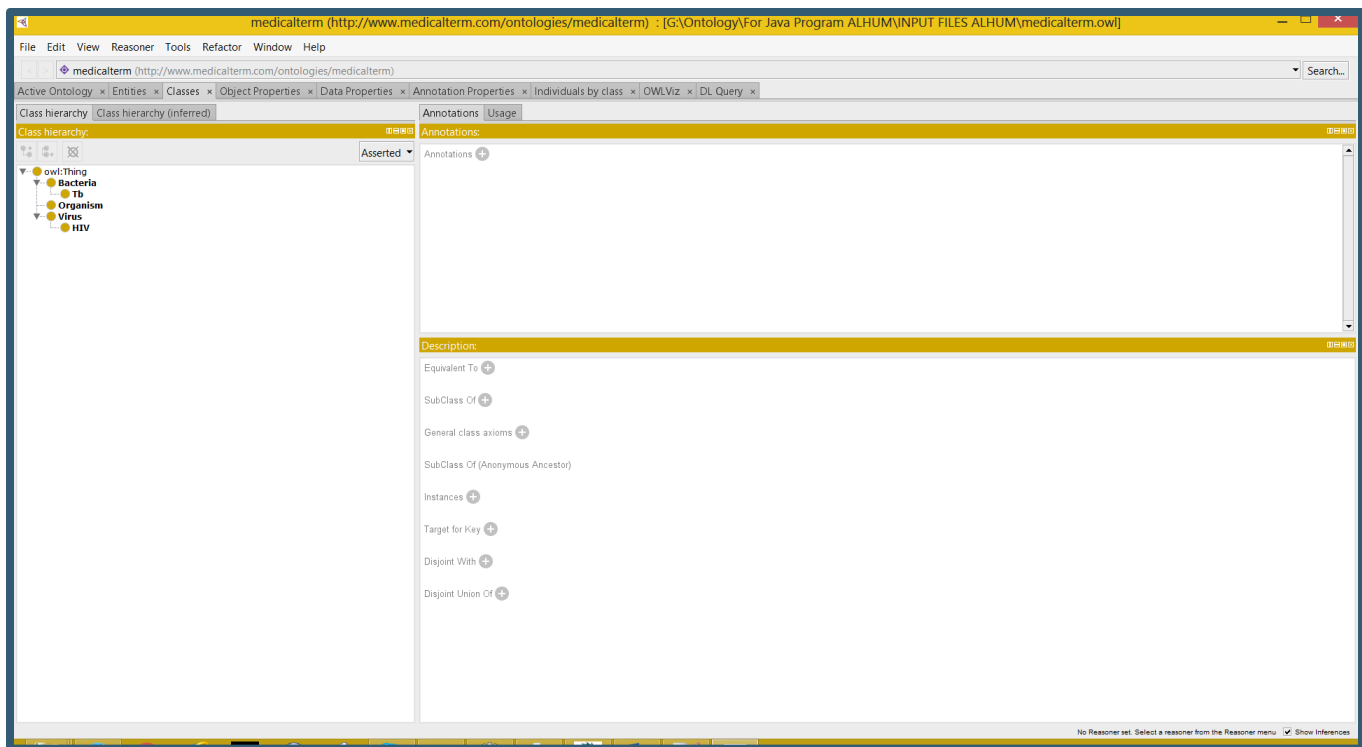 medicalterm (http://www.medicalterm.com/ontologies/medicalterm) : [G:\Ontology\For Java Program ALHUM\INPUT FILES ALHUM\medicalterm.owl]
File Edit View Reasoner Tools Refactor Window Help
medicalterm (http://www.medicalterm.com/ontologies/medicalterm) Search...
Active Ontology × Entities × Classes × Object Properties × Data Properties × Annotation Properties × Individuals by class × OWLViz × DL Query ×
Class hierarchy Class hierarchy (inferred) Annotations Usage
Class hierarchy: Annotations:
Asserted Annotations
owl:Thing
Bacteria
Tb
Organism
Virus
HIV
Description:
Equivalent To
SubClass Of
General class axioms
SubClass Of (Anonymous Ancestor)
Instances
Target for Key
Disjoint With
Disjoint Union Of
No Reasoner set. Select a reasoner from the Reasoner menu Show Inferences